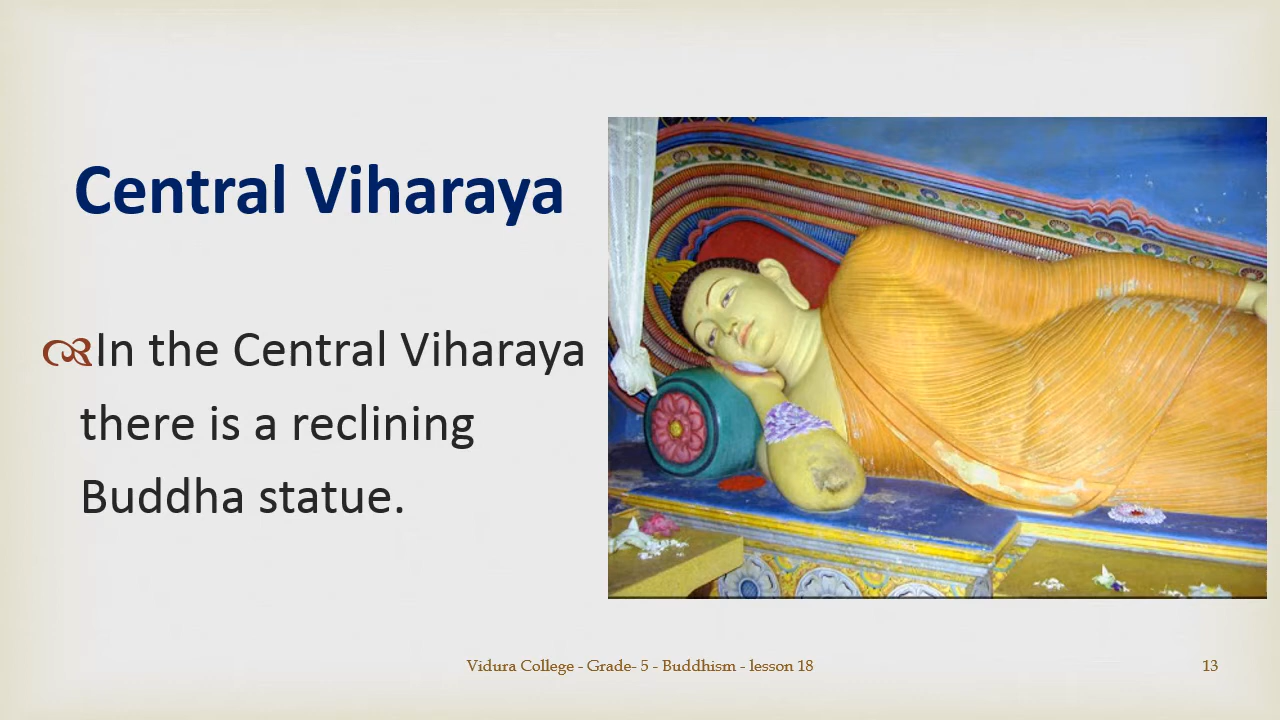 Central Viharaya
In the Central Viharaya
there is a reclining
Buddha statue.
Vidura College - Grade- 5 - Buddhism - lesson 18
13